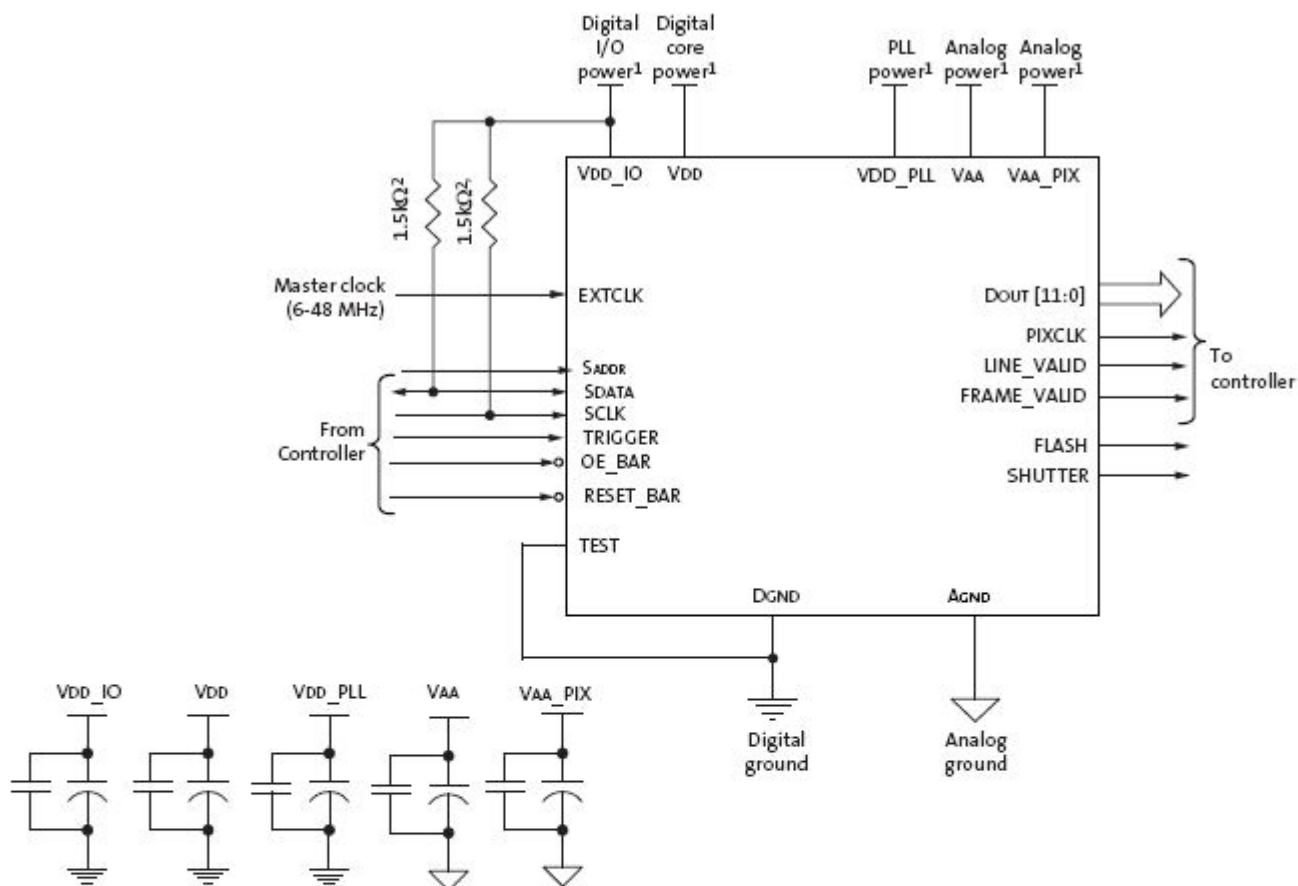 Digital
I/O
power1
Digital
core
power1
PLL
power1
Analog
power1
Analog
power1
VDD_IO
VDD
VDD_PLL
VAA
VAA_PIX
1.5kΩ2
1.5kΩ2,
Master clock
(6-48 MHz)
EXTCLK
SADDR
SDATA
SCLK
TRIGGER
OE_BAR
RESET_BAR
TEST
From
Controller
DOUT [11:0]
PIXCLK
LINE_VALID
FRAME_VALID
FLASH
SHUTTER
To
controller
DGND
AGND
Digital
ground
Analog
ground
VDD_IO
VDD
VDD_PLL
VAA
VAA_PIX